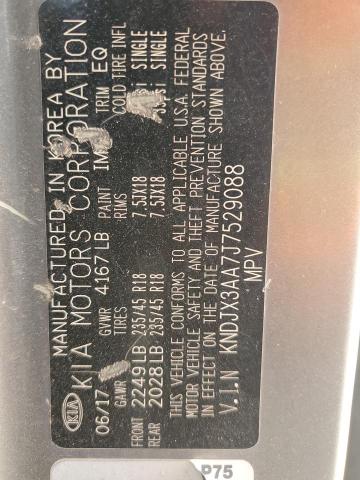 MANUFACTURED IN KOREA BY
KIA KIA MOTORS CORPORATION
06/17 GVWR 4167 LB PAINT IM TRIM EQ
GAWR TIRES RIMS COLD TIRE INFL
FRONT 2249 LB 235/45 R18 7.5JX18 SINGLE
REAR 2028 LB 235/45 R18 7.5JX18 SINGLE
THIS VEHICLE CONFORMS TO ALL APPLICABLE U.S.A. FEDERAL
MOTOR VEHICLE SAFETY AND THEFT PREVENTION STANDARDS
IN EFFECT ON THE DATE OF MANUFACTURE SHOWN ABOVE.
V.I.N KNDJX3AA7J7529088
MPV
P75